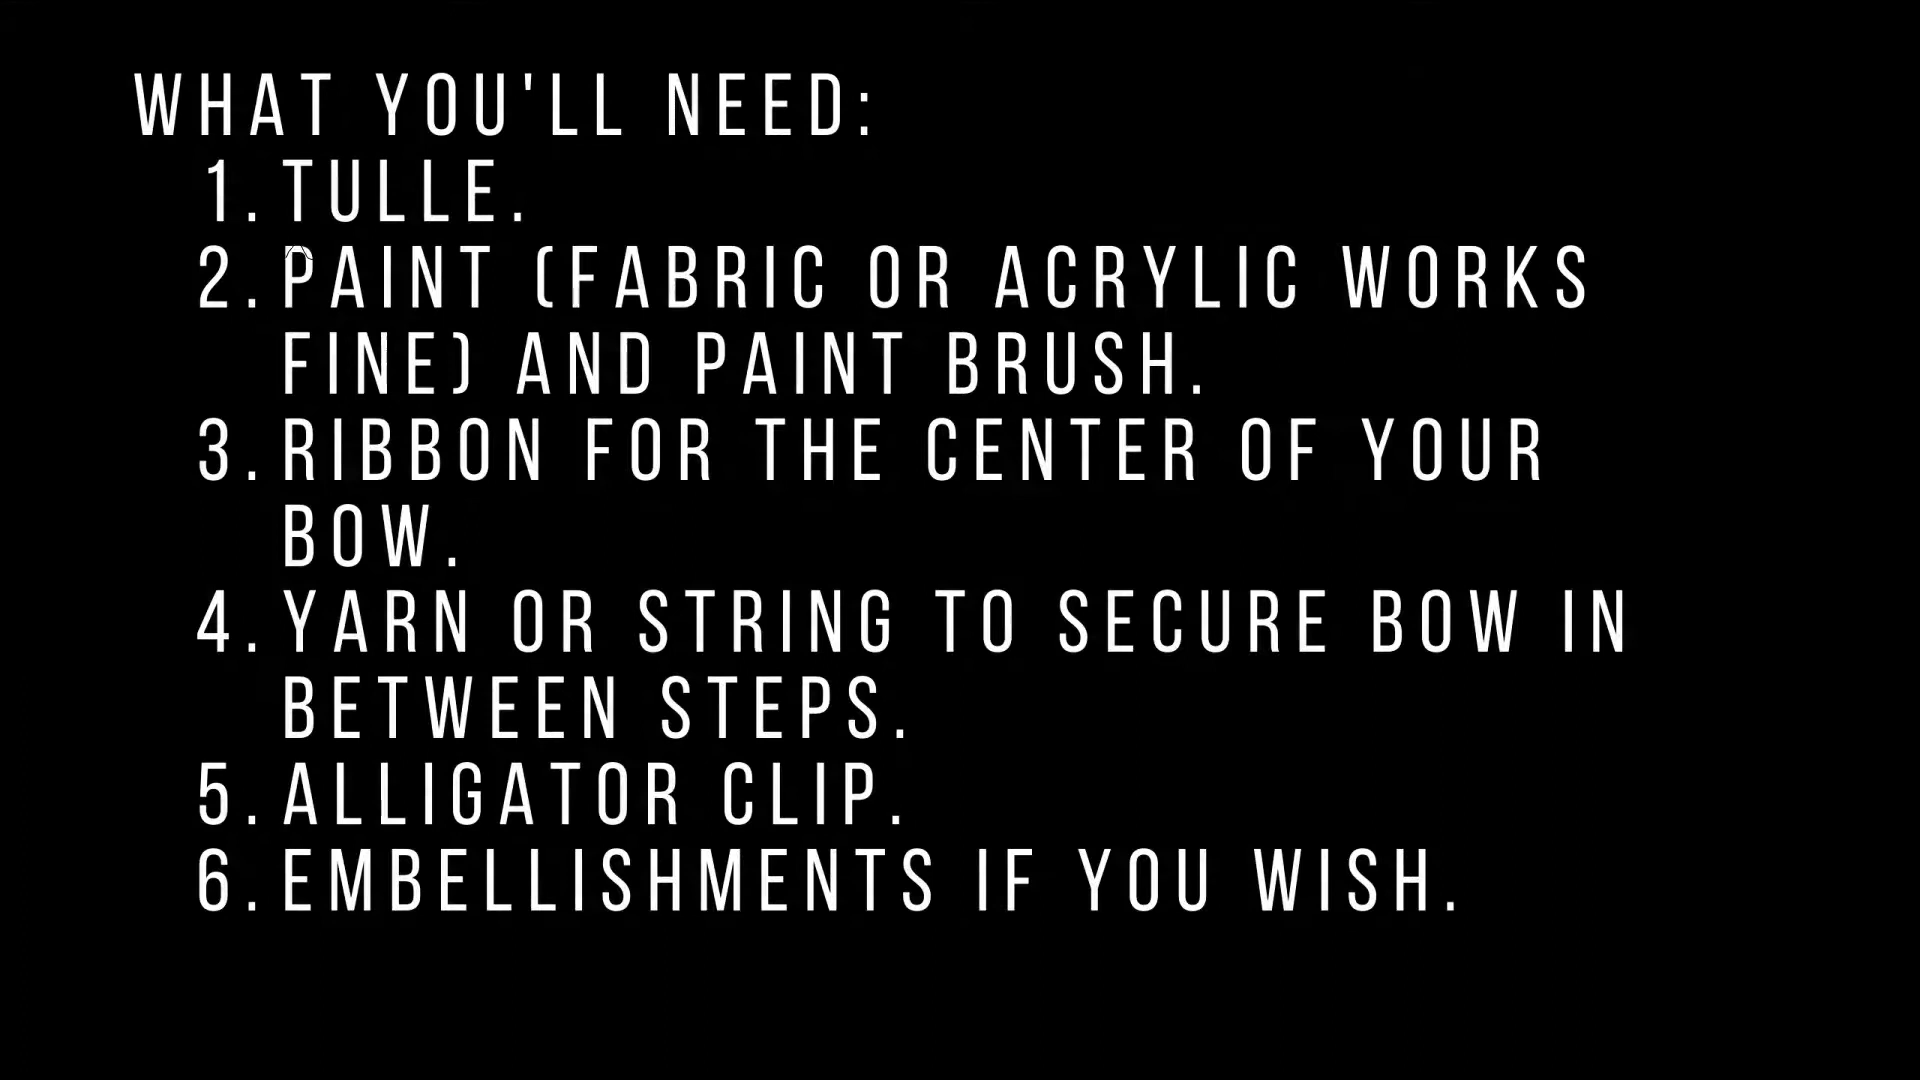 WHAT YOU'LL NEED:
1. TULLE.
2. PAINT (FABRIC OR ACRYLIC WORKS
FINE) AND PAINT BRUSH.
3. RIBBON FOR THE CENTER OF YOUR
BOW.
4. YARN OR STRING TO SECURE BOW IN
BETWEEN STEPS.
5. ALLIGATOR CLIP.
6. EMBELLISHMENTS IF YOU WISH.